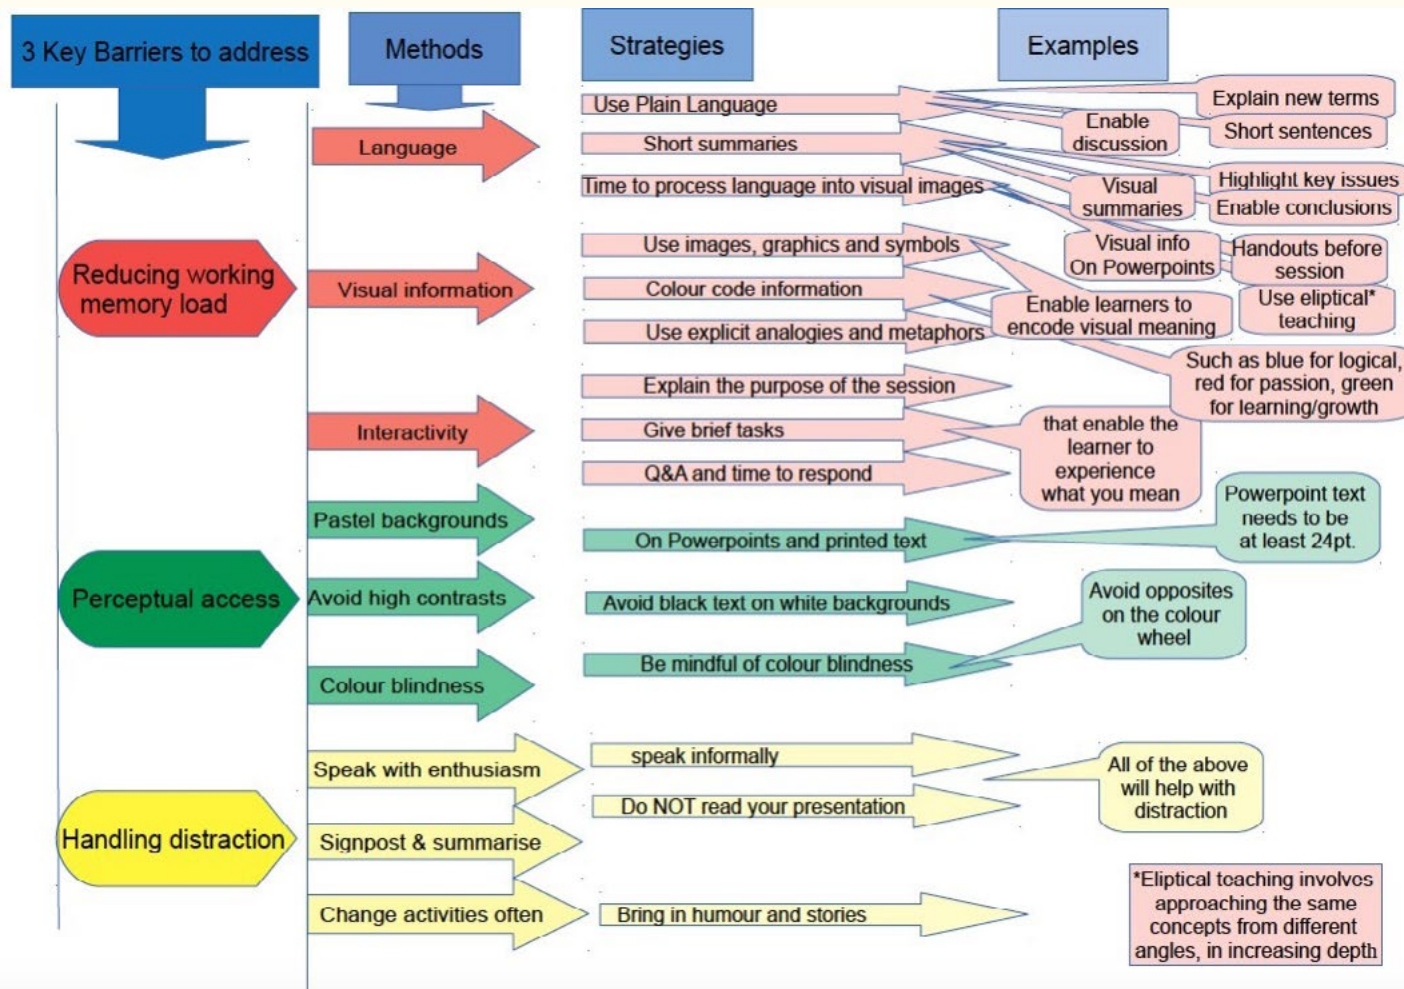 3 Key Barriers to address
Methods
Strategies
Examples
Reducing working
memory load
Language
Use Plain Language
Explain new terms
Enable
discussion
Short sentences
Short summaries
Highlight key issues
Visual
summaries
Enable conclusions
Time to process language into visual images
Visual info
On Powerpoints
Handouts before
session
Use eliptical*
teaching
Visual information
Use images, graphics and symbols
Enable learners to
encode visual meaning
Colour code information
Such as blue for logical,
red for passion, green
for learning/growth
Use explicit analogies and metaphors
Interactivity
Explain the purpose of the session
Give brief tasks
that enable the
learner to
experience
what you mean
Q&A and time to respond
Perceptual access
Pastel backgrounds
On Powerpoints and printed text
Powerpoint text
needs to be
at least 24pt.
Avoid high contrasts
Avoid black text on white backgrounds
Colour blindness
Be mindful of colour blindness
Avoid opposites
on the colour
wheel
Handling distraction
Speak with enthusiasm
speak informally
Do NOT read your presentation
All of the above
will help with
distraction
Signpost & summarise
Change activities often
Bring in humour and stories
*Eliptical teaching involves
approaching the same
concepts from different
angles, in increasing depth